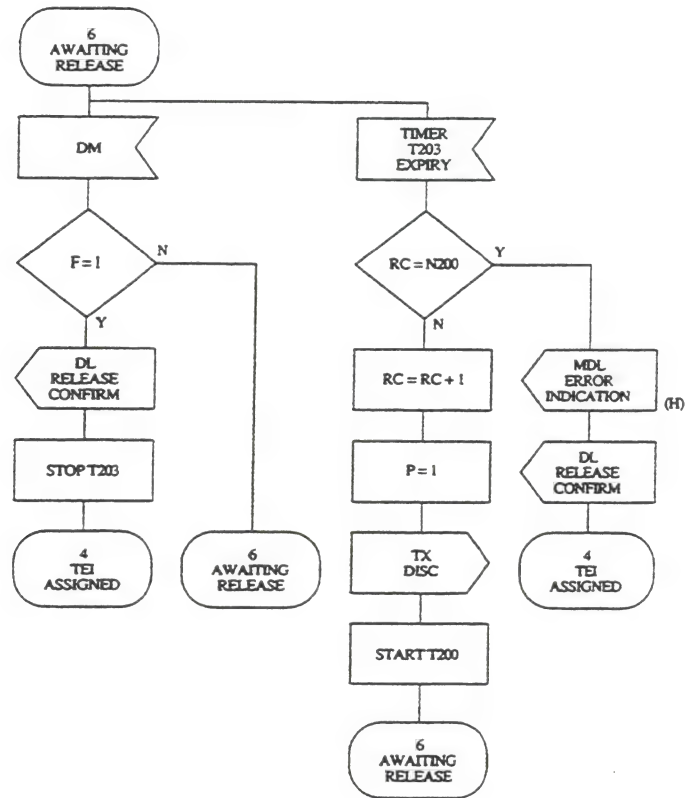 6
AWAITING
RELEASE
DM
TIMER
T203
EXPIRY
F = 1
N
Y
RC = N200
Y
N
DL
RELEASE
CONFIRM
RC = RC + 1
MDL
ERROR
INDICATION
(H)
STOP T203
P = 1
DL
RELEASE
CONFIRM
4
TEI
ASSIGNED
6
AWAITING
RELEASE
TX
DISC
4
TEI
ASSIGNED
START T200
6
AWAITING
RELEASE